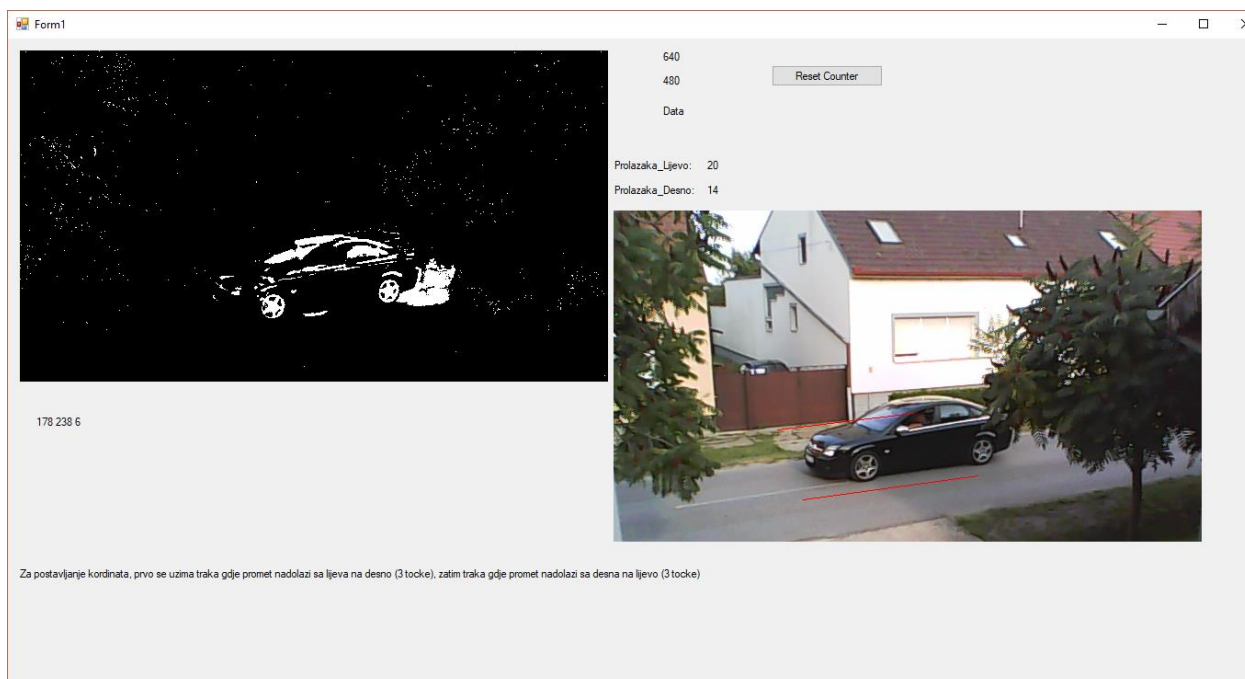 Form1
640
480
Reset Counter
Data
Prolazaka_Lijevo: 20
Prolazaka_Desno: 14
178 238 6
Za postavljanje kordinata, prvo se uzima traka gdje promet nadolazi sa lijeva na desno (3 tocke), zatim traka gdje promet nadolazi sa desna na lijevo (3 tocke)